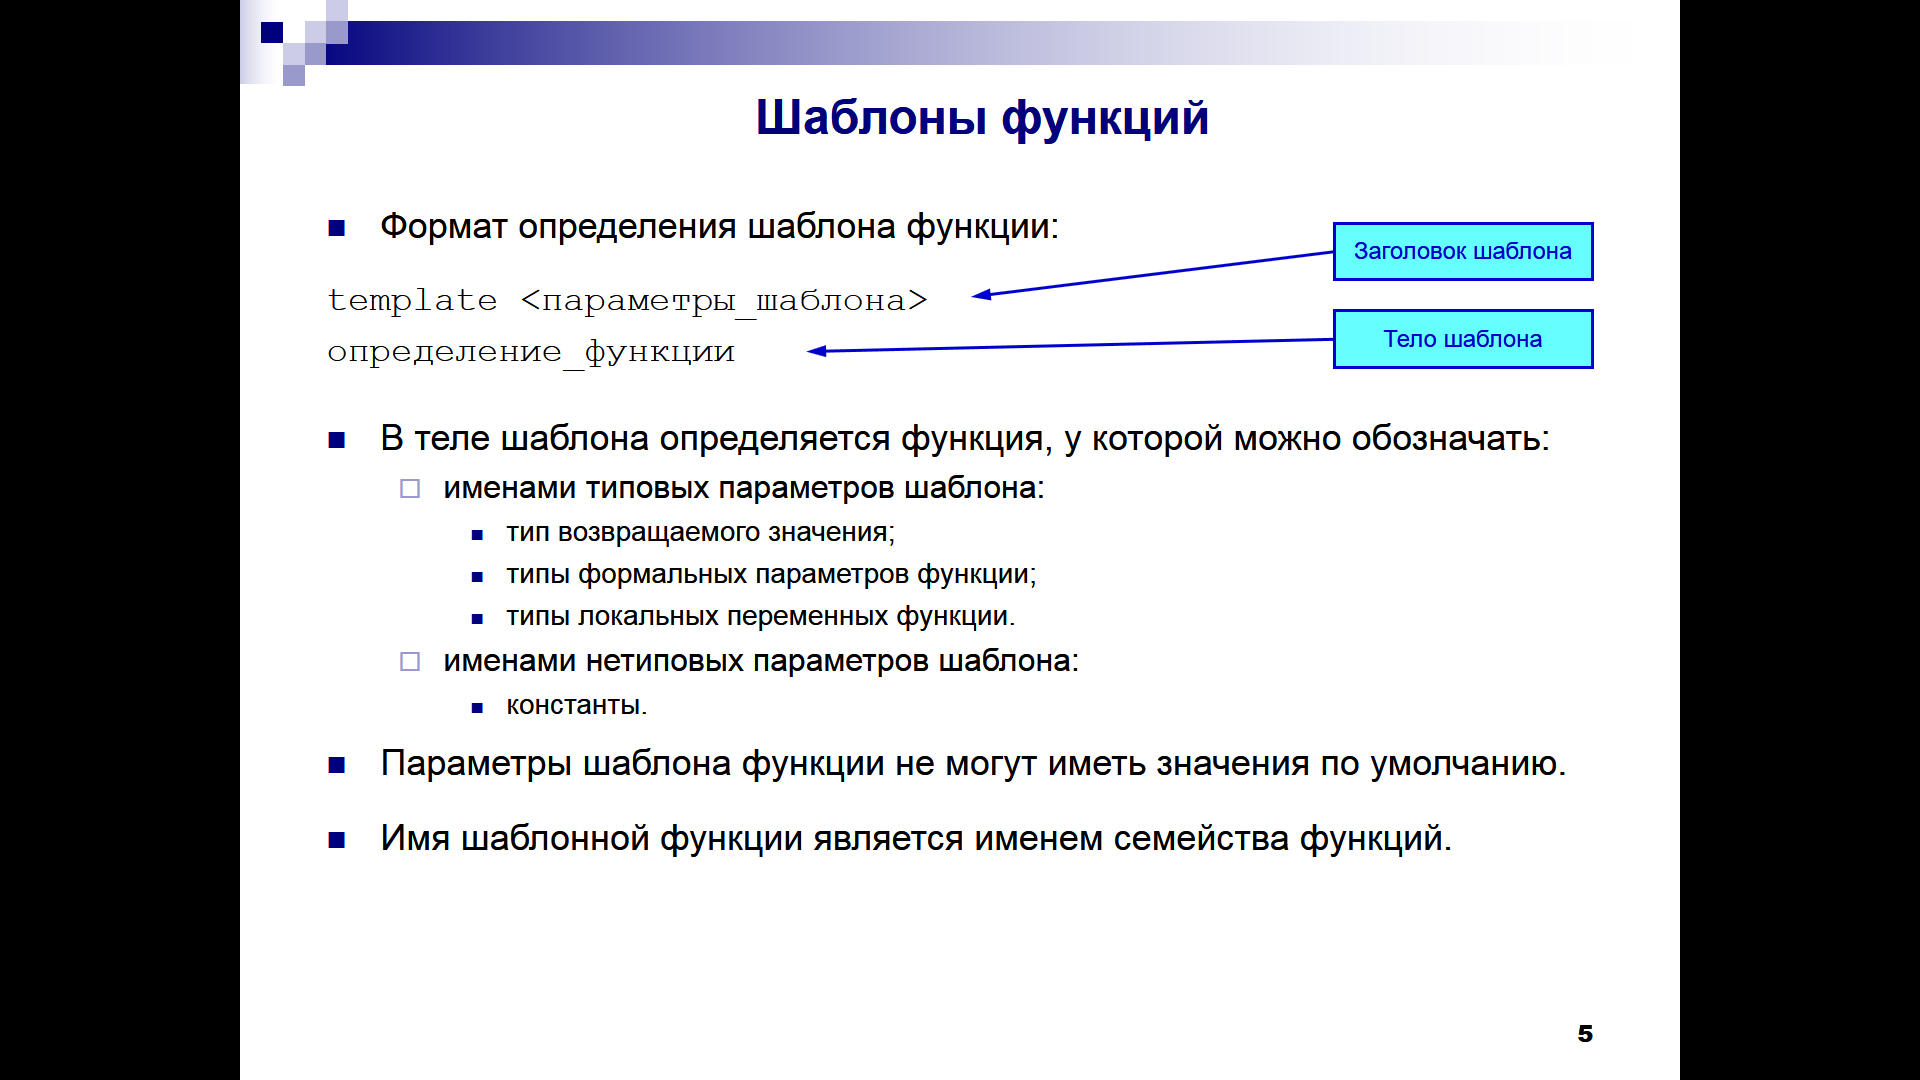 Шаблоны функций
Формат определения шаблона функции:
Заголовок шаблона
template <параметры_шаблона>
Тело шаблона
определение_функции
В теле шаблона определяется функция, у которой можно обозначать:
именами типовых параметров шаблона:
тип возвращаемого значения;
типы формальных параметров функции;
типы локальных переменных функции.
именами нетиповых параметров шаблона:
константы.
Параметры шаблона функции не могут иметь значения по умолчанию.
Имя шаблонной функции является именем семейства функций.
5